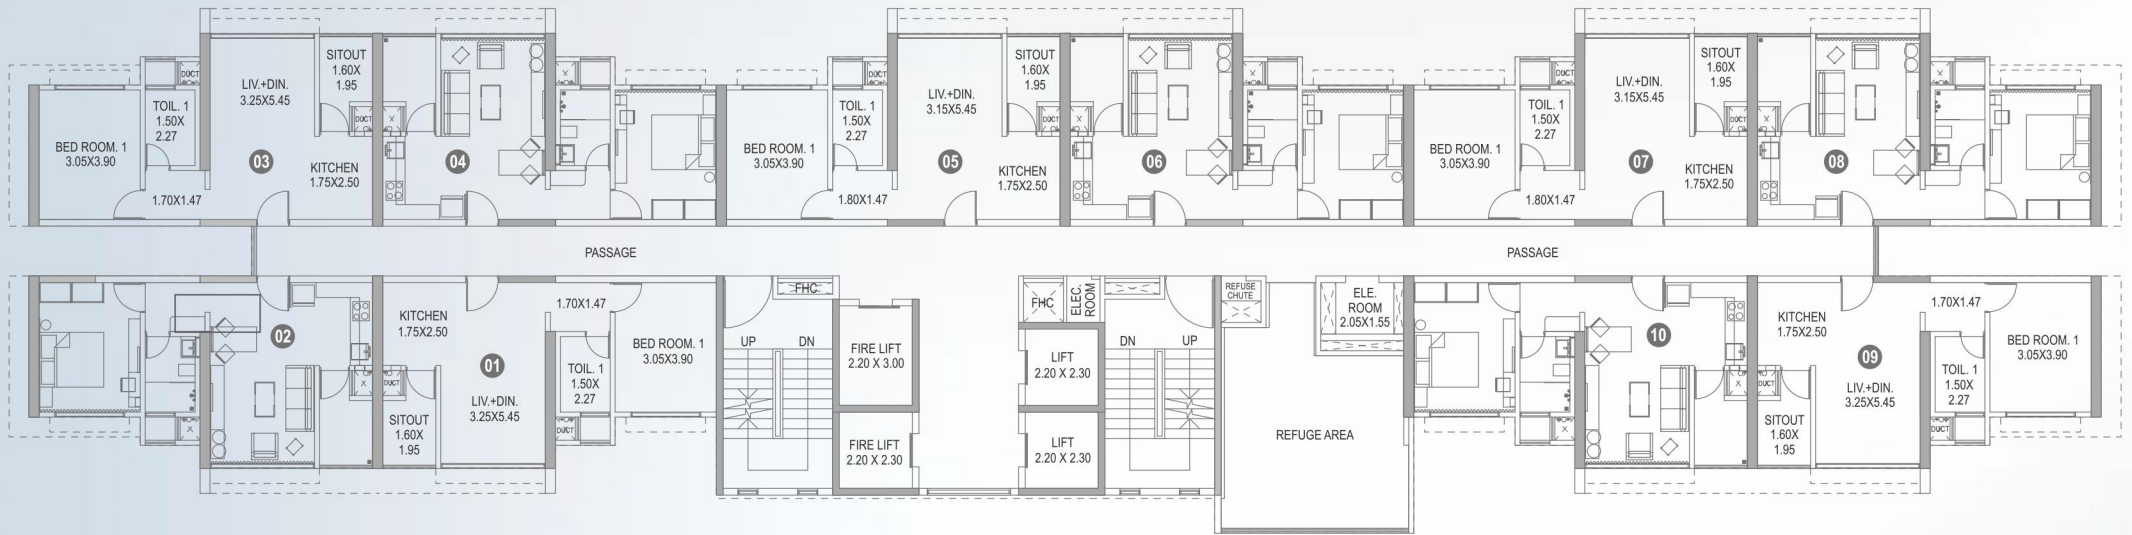 DUCT
LIV.+DIN.
3.25X5.45
SITOUT
1.60X
1.95
TOIL. 1
1.50X
2.27
BED ROOM. 1
3.05X3.90
DUCT
X
03
KITCHEN
1.75X2.50
1.70X1.47
04
X
BED ROOM. 1
3.05X3.90
TOIL. 1
1.50X
2.27
DUCT
LIV.+DIN.
3.15X5.45
SITOUT
1.60X
1.95
DUCT
X
05
KITCHEN
1.75X2.50
1.80X1.47
06
X
BED ROOM. 1
3.05X3.90
TOIL. 1
1.50X
2.27
DUCT
LIV.+DIN.
3.15X5.45
SITOUT
1.60X
1.95
DUCT
X
07
KITCHEN
1.75X2.50
1.80X1.47
08
X
PASSAGE
PASSAGE
02
X
X
DUCT
KITCHEN
1.75X2.50
01
LIV.+DIN.
3.25X5.45
SITOUT
1.60X
1.95
1.70X1.47
TOIL. 1
1.50X
2.27
DUCT
BED ROOM. 1
3.05X3.90
FHC
UP
DN
FIRE LIFT
2.20 X 3.00
FIRE LIFT
2.20 X 2.30
FHC
ELEC.
ROOM
LIFT
2.20 X 2.30
LIFT
2.20 X 2.30
DN
UP
REFUSE
CHUTE
ELE.
ROOM
2.05X1.55
REFUGE AREA
10
X
X
DUCT
KITCHEN
1.75X2.50
09
LIV.+DIN.
3.25X5.45
SITOUT
1.60X
1.95
1.70X1.47
TOIL. 1
1.50X
2.27
DUCT
BED ROOM. 1
3.05X3.90